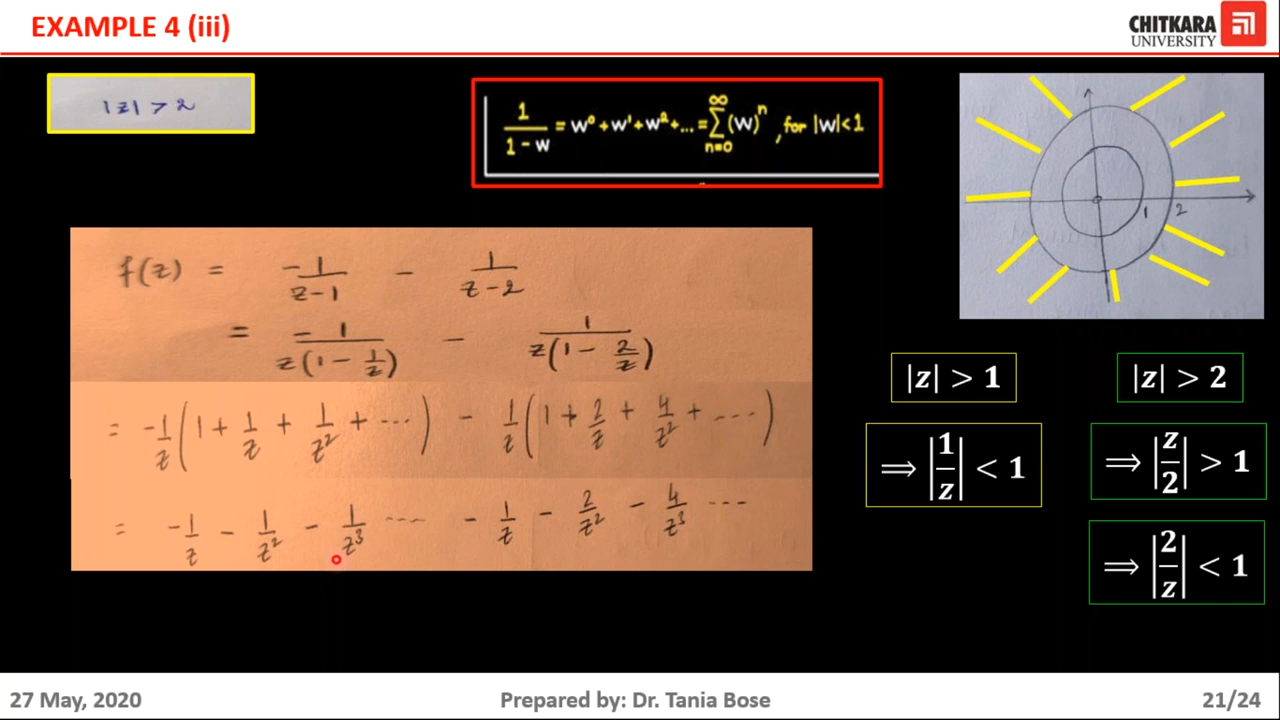 EXAMPLE 4 (iii)
CHITKARA
UNIVERSITY
|z| > 2
1/(1 - w) = w⁰ + w¹ + w² + ... = ∑_{n=0}^{∞} (w)ⁿ, for |w|<1
1 2
f(z) = -1/(z-1) - 1/(z-2)
= -1/(z(1 - 1/z)) - 1/(z(1 - 2/z))
= -1/z (1 + 1/z + 1/z² + ...) - 1/z (1 + 2/z + 4/z² + ...)
= -1/z - 1/z² - 1/z³ ... - 1/z - 2/z² - 4/z³ ...
|z| > 1
⟹ |1/z| < 1
|z| > 2
⟹ |z/2| > 1
⟹ |2/z| < 1
27 May, 2020
Prepared by: Dr. Tania Bose
21/24